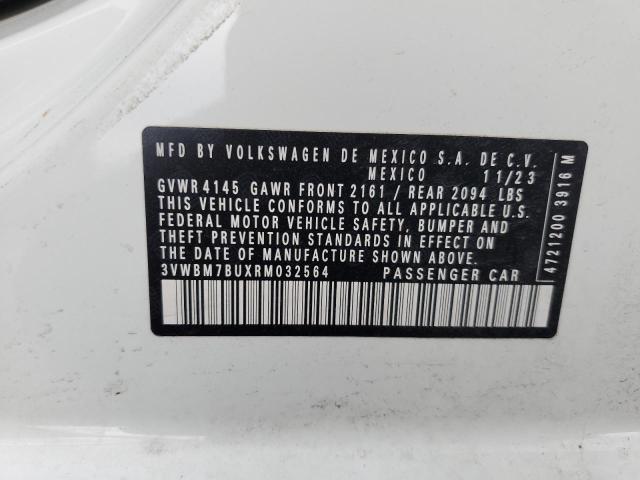 MFD BY VOLKSWAGEN DE MEXICO S.A. DE C.V.
MEXICO 11/23
GVWR 4145 GAWR FRONT 2161 / REAR 2094 LBS
THIS VEHICLE CONFORMS TO ALL APPLICABLE U.S.
FEDERAL MOTOR VEHICLE SAFETY, BUMPER AND
THEFT PREVENTION STANDARDS IN EFFECT ON
THE DATE OF MANUFACTURE SHOWN ABOVE.
3VWBM7BUXRM032564 PASSENGER CAR
4721200 3916 M